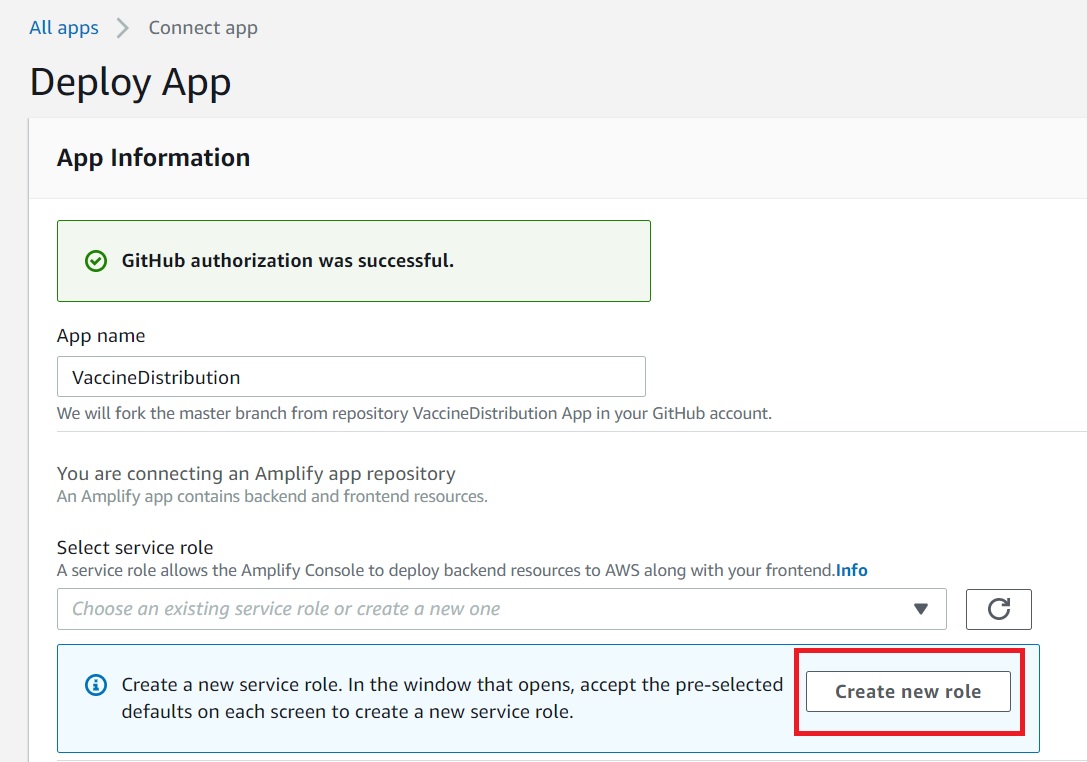 All apps
Connect app
Deploy App
App Information
GitHub authorization was successful.
App name
VaccineDistribution
We will fork the master branch from repository VaccineDistribution App in your GitHub account.
You are connecting an Amplify app repository
An Amplify app contains backend and frontend resources.
Select service role
A service role allows the Amplify Console to deploy backend resources to AWS along with your frontend.Info
Choose an existing service role or create a new one
Create a new service role. In the window that opens, accept the pre-selected
defaults on each screen to create a new service role.
Create new role